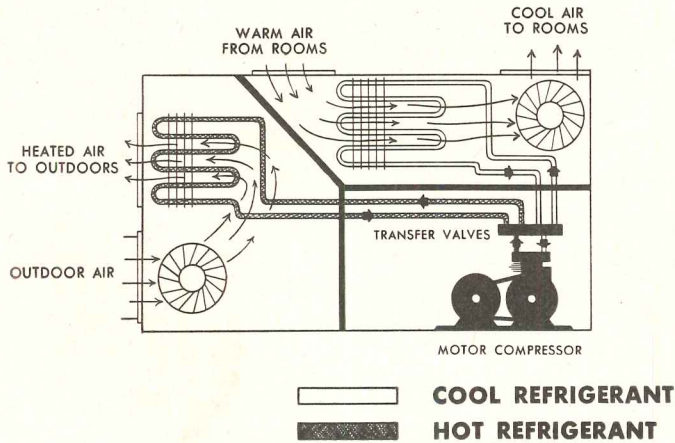 COOL AIR
TO ROOMS
WARM AIR
FROM ROOMS
HEATED AIR
TO OUTDOORS
TRANSFER VALVES
OUTDOOR AIR
MOTOR COMPRESSOR
COOL REFRIGERANT
HOT REFRIGERANT